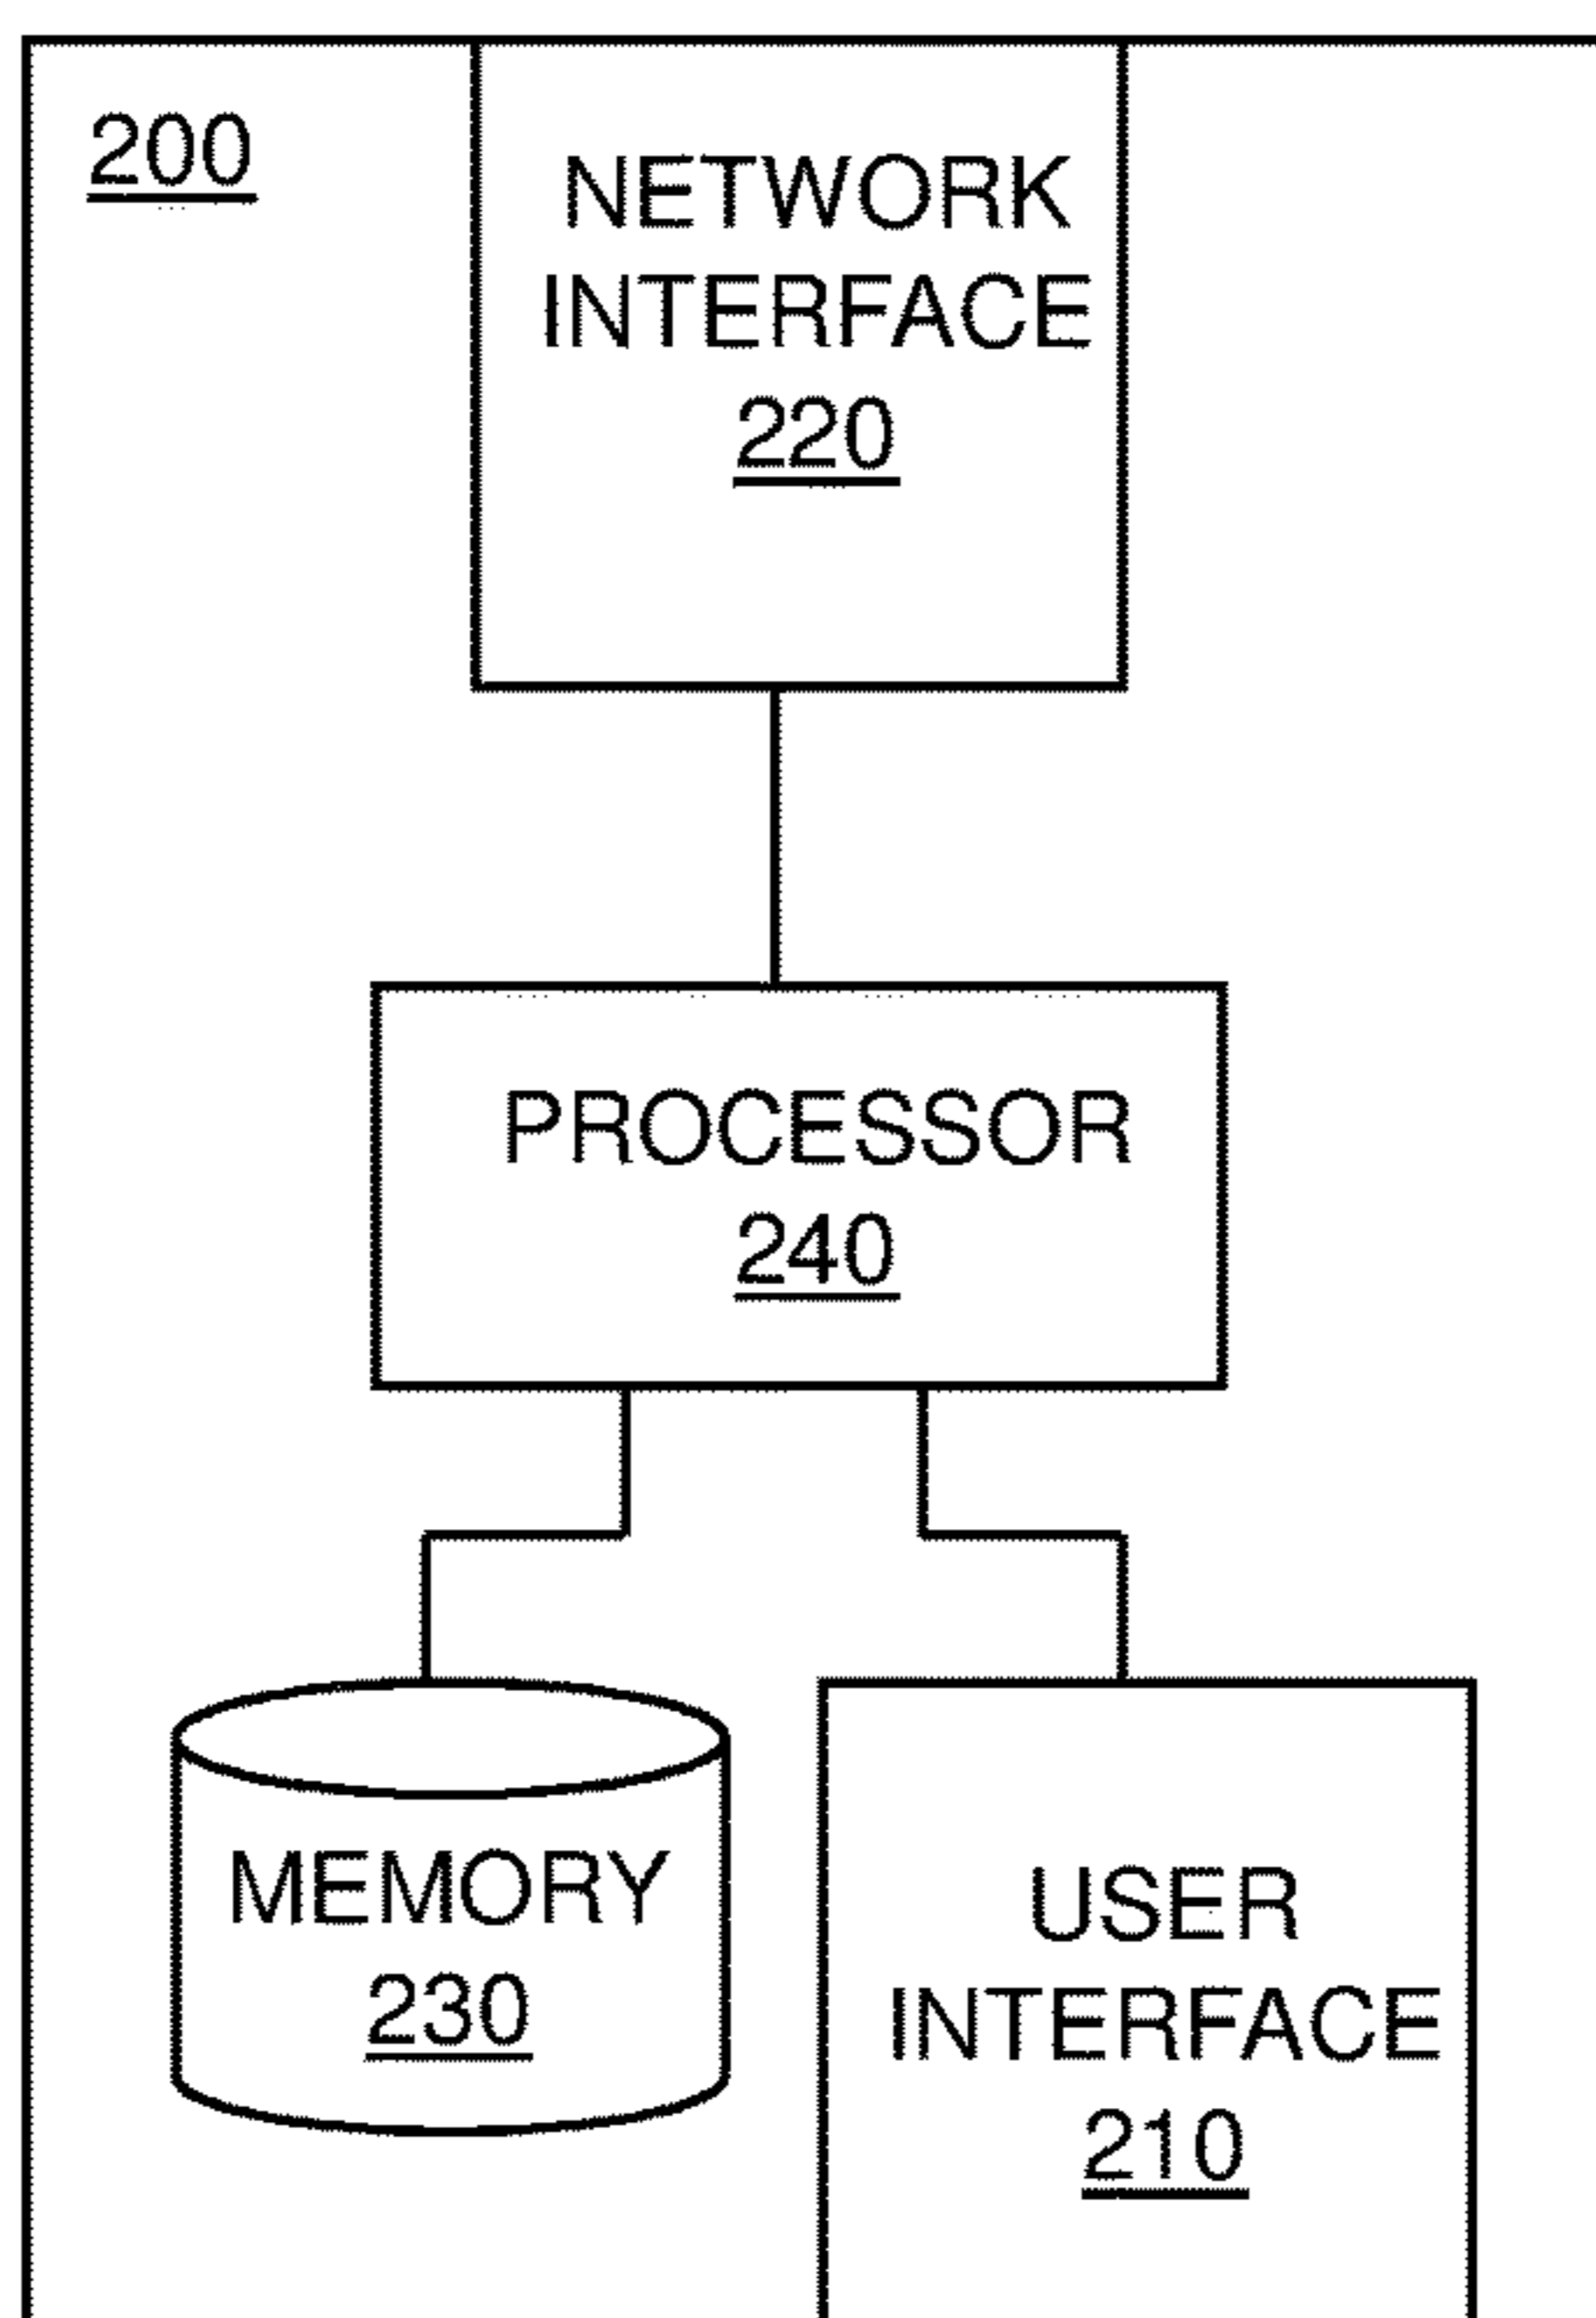 200
NETWORK
INTERFACE
220
PROCESSOR
240
MEMORY
230
USER
INTERFACE
210